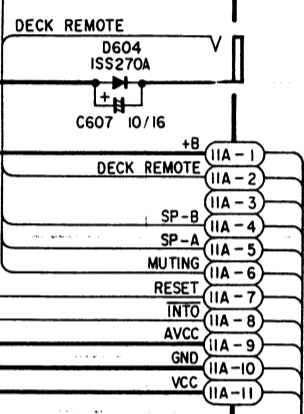 DECK REMOTE
D604
ISS270A
+
C607 10/16
+B 11A-1
DECK REMOTE 11A-2
11A-3
SP-B 11A-4
SP-A 11A-5
MUTING 11A-6
RESET 11A-7
INTO 11A-8
AVCC 11A-9
GND 11A-10
VCC 11A-11